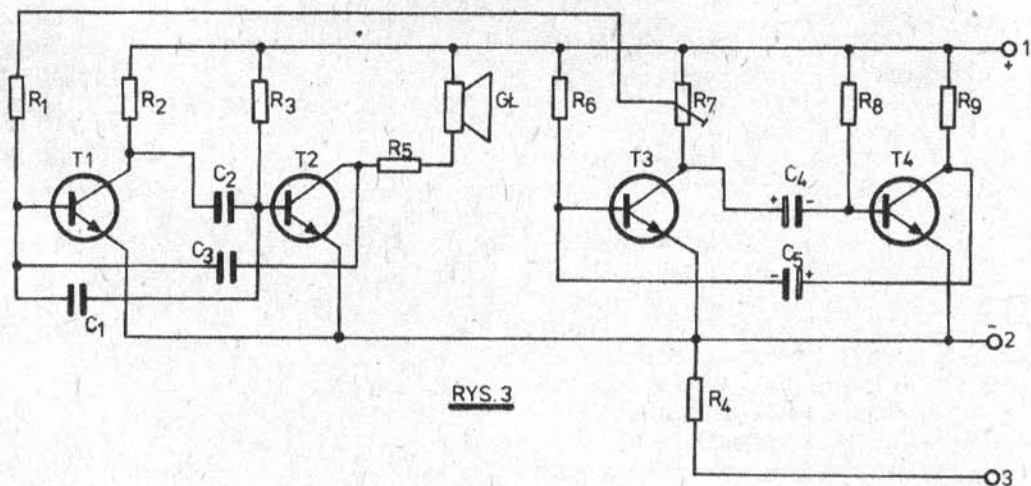 1
+
R1
R2
R3
GŁ
R6
R7
R8
R9
T1
C2
T2
R5
T3
C4
+ -
T4
C3
C5
- +
C1
-
2
RYS. 3
R4
3